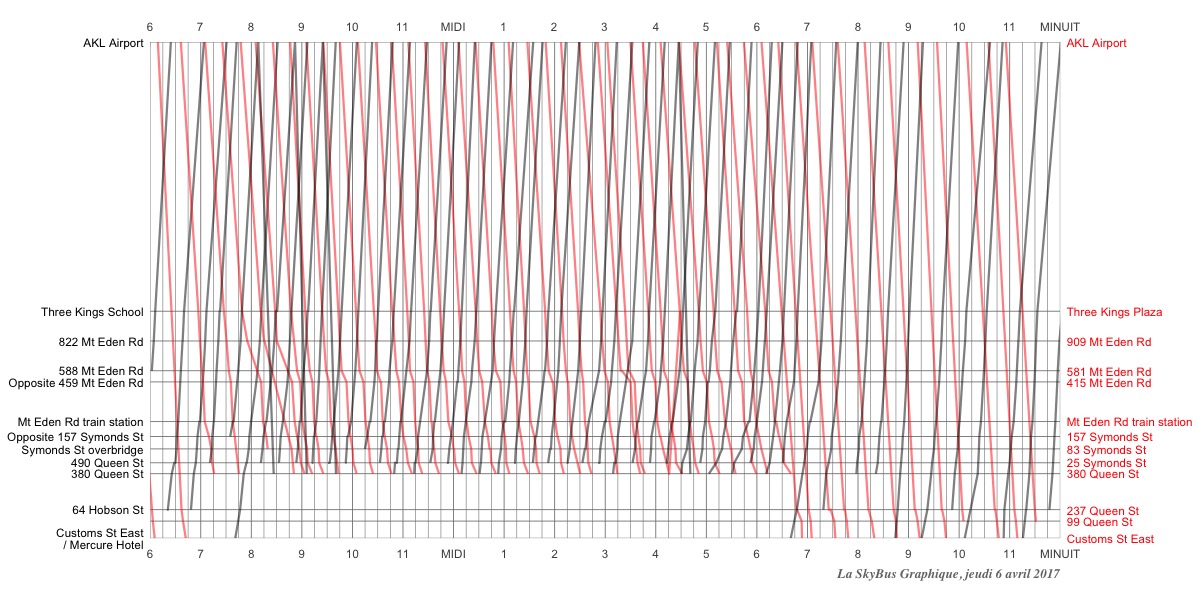 6 7 8 9 10 11 MIDI 1 2 3 4 5 6 7 8 9 10 11 MINUIT
AKL Airport
AKL Airport
Three Kings School
Three Kings Plaza
822 Mt Eden Rd
909 Mt Eden Rd
588 Mt Eden Rd
581 Mt Eden Rd
Opposite 459 Mt Eden Rd
415 Mt Eden Rd
Mt Eden Rd train station
Mt Eden Rd train station
Opposite 157 Symonds St
157 Symonds St
Symonds St overbridge
83 Symonds St
490 Queen St
25 Symonds St
380 Queen St
380 Queen St
64 Hobson St
237 Queen St
99 Queen St
Customs St East
/ Mercure Hotel
Customs St East
6 7 8 9 10 11 MIDI 1 2 3 4 5 6 7 8 9 10 11 MINUIT
La SkyBus Graphique, jeudi 6 avril 2017